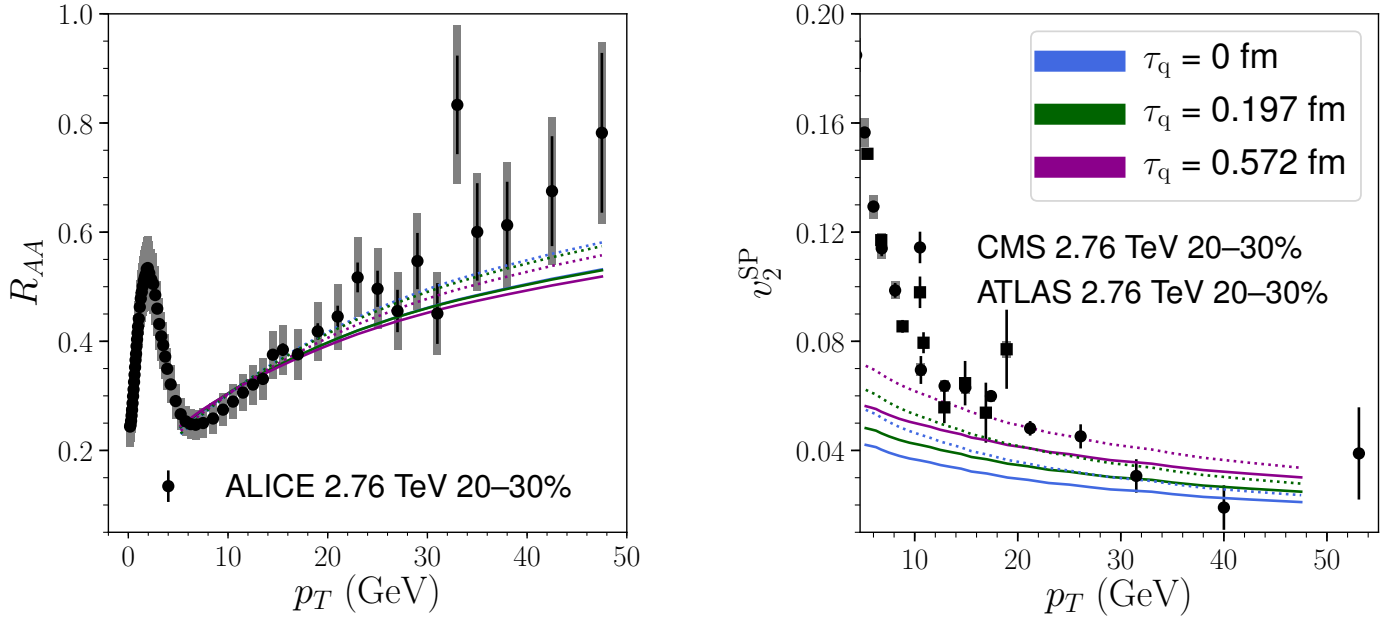 1.0
0.8
0.6
0.4
0.2
R_{AA}
0 10 20 30 40 50
p_T (GeV)
ALICE 2.76 TeV 20–30%
0.20
0.16
0.12
0.08
0.04
v_2^{SP}
10 20 30 40 50
p_T (GeV)
τ_q = 0 fm
τ_q = 0.197 fm
τ_q = 0.572 fm
CMS 2.76 TeV 20–30%
ATLAS 2.76 TeV 20–30%